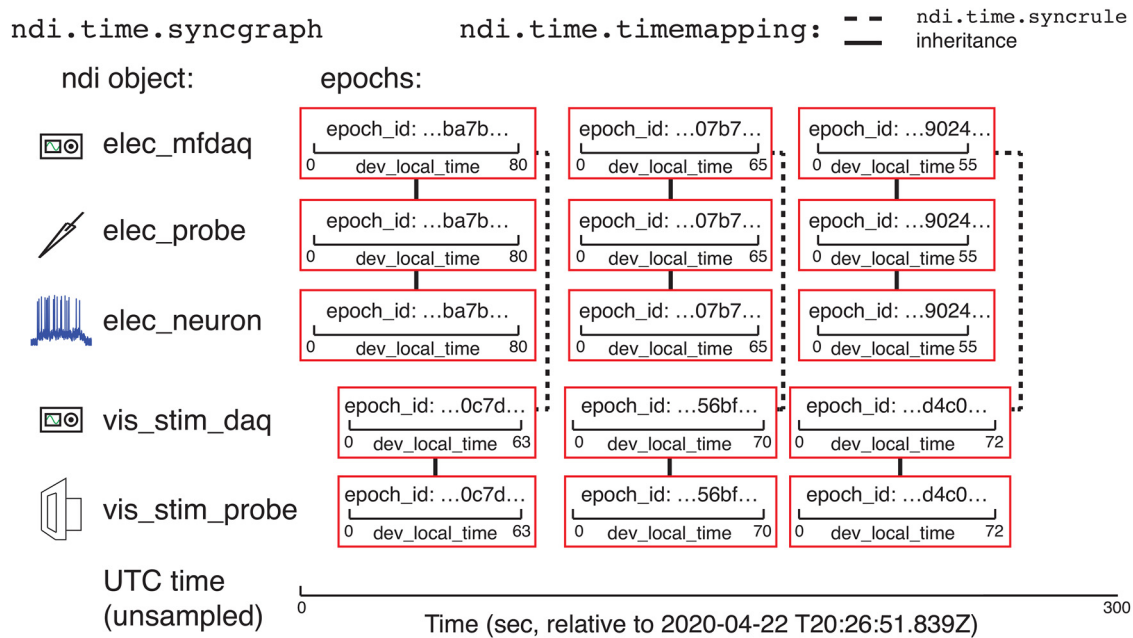 ndi.time.syncgraph
ndi.time.timemapping:
ndi.time.syncrule
inheritance
ndi object:
epochs:
elec_mfdaq
epoch_id: …ba7b…
0 dev_local_time 80
epoch_id: …07b7…
0 dev_local_time 65
epoch_id: …9024…
0 dev_local_time 55
elec_probe
epoch_id: …ba7b…
0 dev_local_time 80
epoch_id: …07b7…
0 dev_local_time 65
epoch_id: …9024…
0 dev_local_time 55
elec_neuron
epoch_id: …ba7b…
0 dev_local_time 80
epoch_id: …07b7…
0 dev_local_time 65
epoch_id: …9024…
0 dev_local_time 55
vis_stim_daq
epoch_id: …0c7d…
0 dev_local_time 63
epoch_id: …56bf…
0 dev_local_time 70
epoch_id: …d4c0…
0 dev_local_time 72
vis_stim_probe
epoch_id: …0c7d…
0 dev_local_time 63
epoch_id: …56bf…
0 dev_local_time 70
epoch_id: …d4c0…
0 dev_local_time 72
UTC time
(unsampled)
0 300
Time (sec, relative to 2020-04-22 T20:26:51.839Z)